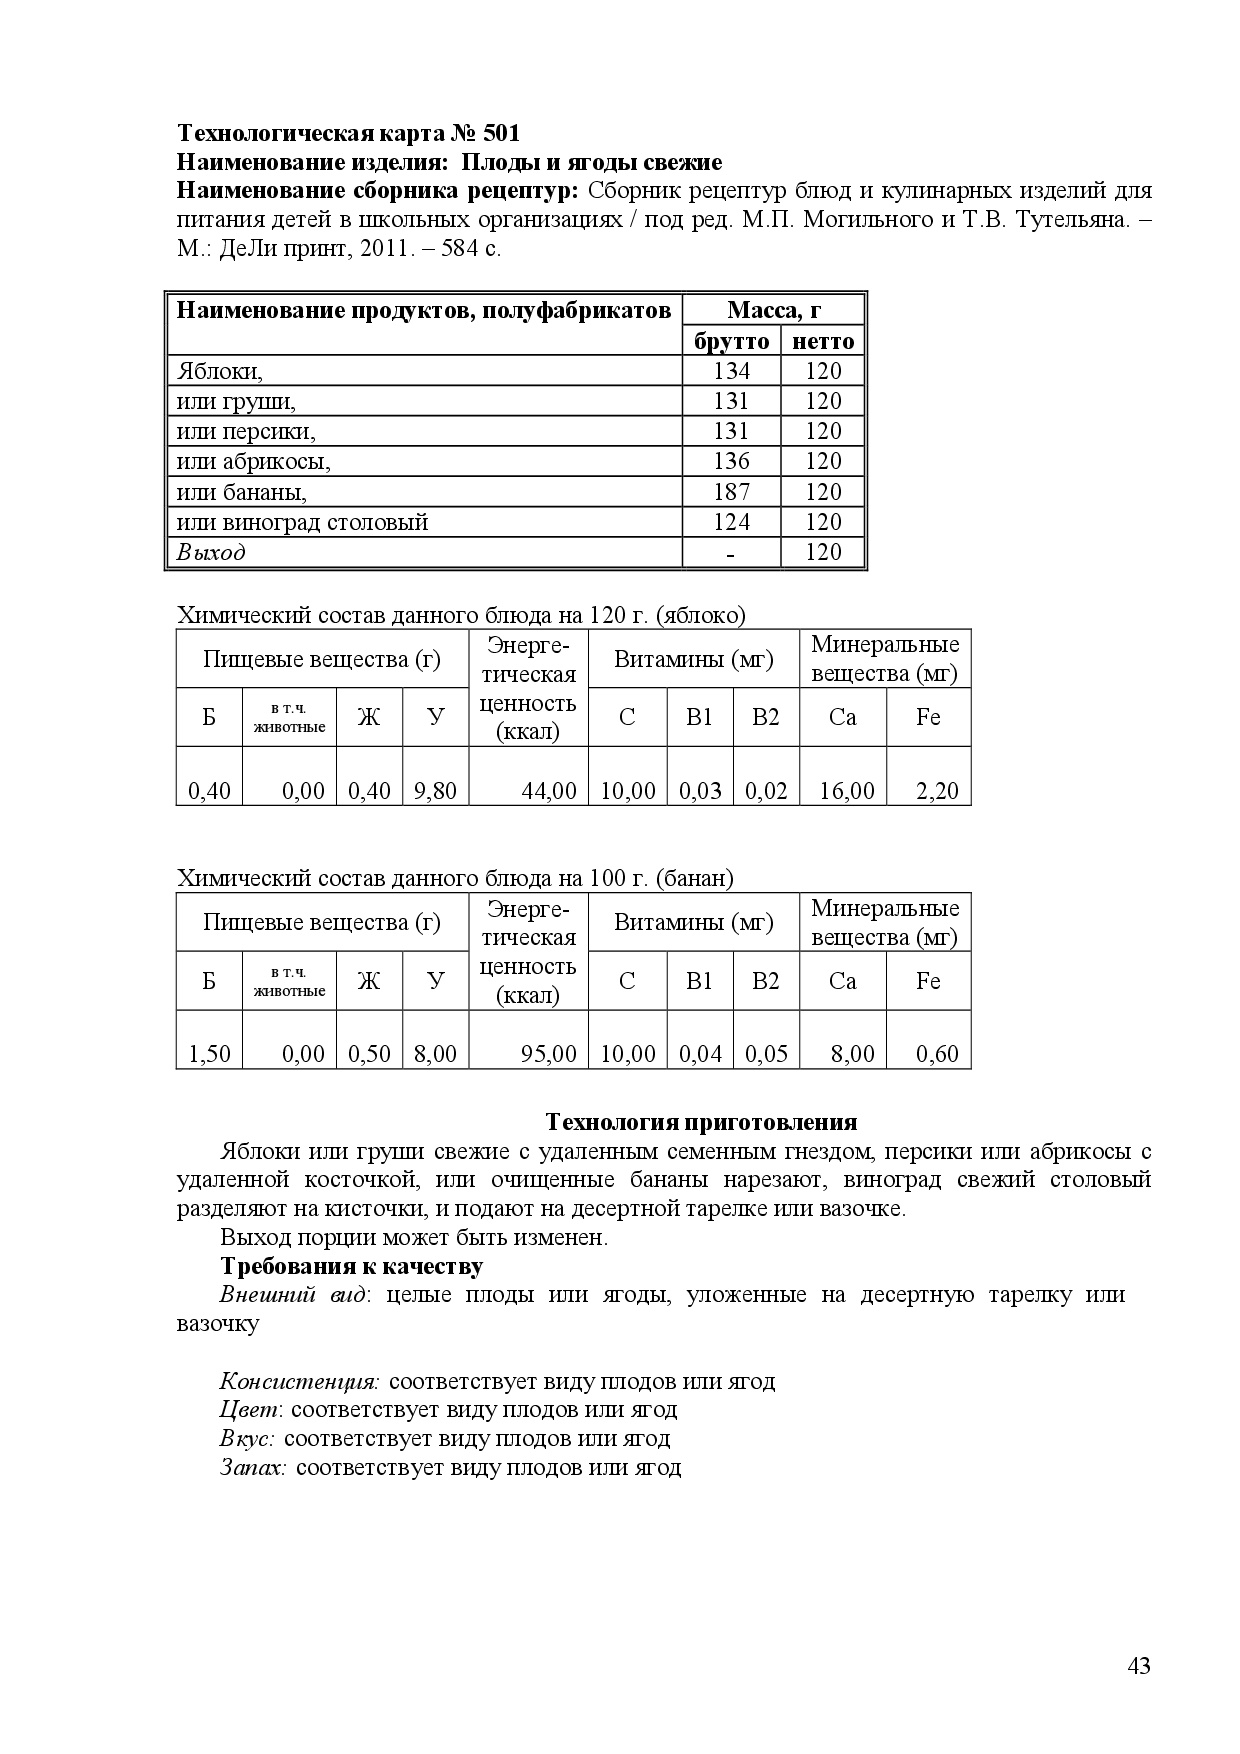 Технологическая карта № 501
Наименование изделия: Плоды и ягоды свежие
Наименование сборника рецептур: Сборник рецептур блюд и кулинарных изделий для
питания детей в школьных организациях / под ред. М.П. Могильного и Т.В. Тутельяна. –
М.: ДеЛи принт, 2011. – 584 с.
Наименование продуктов, полуфабрикатов Масса, г
брутто нетто
Яблоки, 134 120
или груши, 131 120
или персики, 131 120
или абрикосы, 136 120
или бананы, 187 120
или виноград столовый 124 120
Выход - 120
Химический состав данного блюда на 120 г. (яблоко)
Пищевые вещества (г) Энерге-
тическая
ценность
(ккал) Витамины (мг) Минеральные
вещества (мг)
Б в т.ч.
животные Ж У С В1 В2 Ca Fe
0,40 0,00 0,40 9,80 44,00 10,00 0,03 0,02 16,00 2,20
Химический состав данного блюда на 100 г. (банан)
Пищевые вещества (г) Энерге-
тическая
ценность
(ккал) Витамины (мг) Минеральные
вещества (мг)
Б в т.ч.
животные Ж У С В1 В2 Ca Fe
1,50 0,00 0,50 8,00 95,00 10,00 0,04 0,05 8,00 0,60
Технология приготовления
Яблоки или груши свежие с удаленным семенным гнездом, персики или абрикосы с
удаленной косточкой, или очищенные бананы нарезают, виноград свежий столовый
разделяют на кисточки, и подают на десертной тарелке или вазочке.
Выход порции может быть изменен.
Требования к качеству
Внешний вид: целые плоды или ягоды, уложенные на десертную тарелку или
вазочку
Консистенция: соответствует виду плодов или ягод
Цвет: соответствует виду плодов или ягод
Вкус: соответствует виду плодов или ягод
Запах: соответствует виду плодов или ягод
43